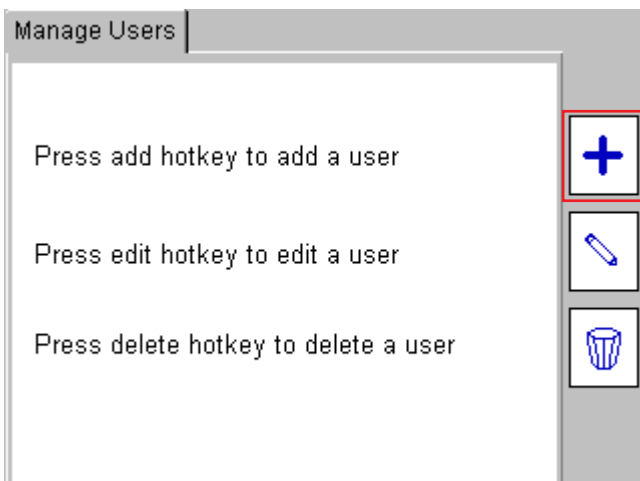 Manage Users
Press add hotkey to add a user
Press edit hotkey to edit a user
Press delete hotkey to delete a user